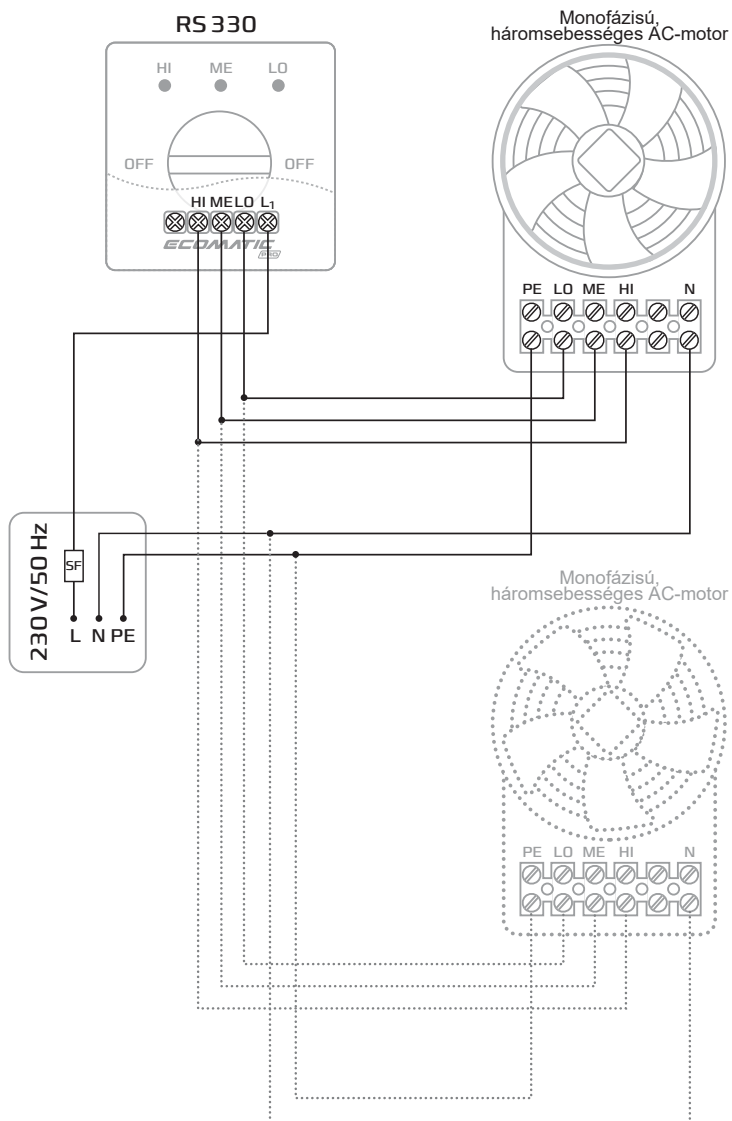 RS 330
HI ME LO
OFF OFF
HI ME LO L1
ECOMATIC
PRO
Monofázisú,
háromsebességes AC-motor
PE LO ME HI N
230 V/50 Hz
SF
L N PE
Monofázisú,
háromsebességes AC-motor
PE LO ME HI N